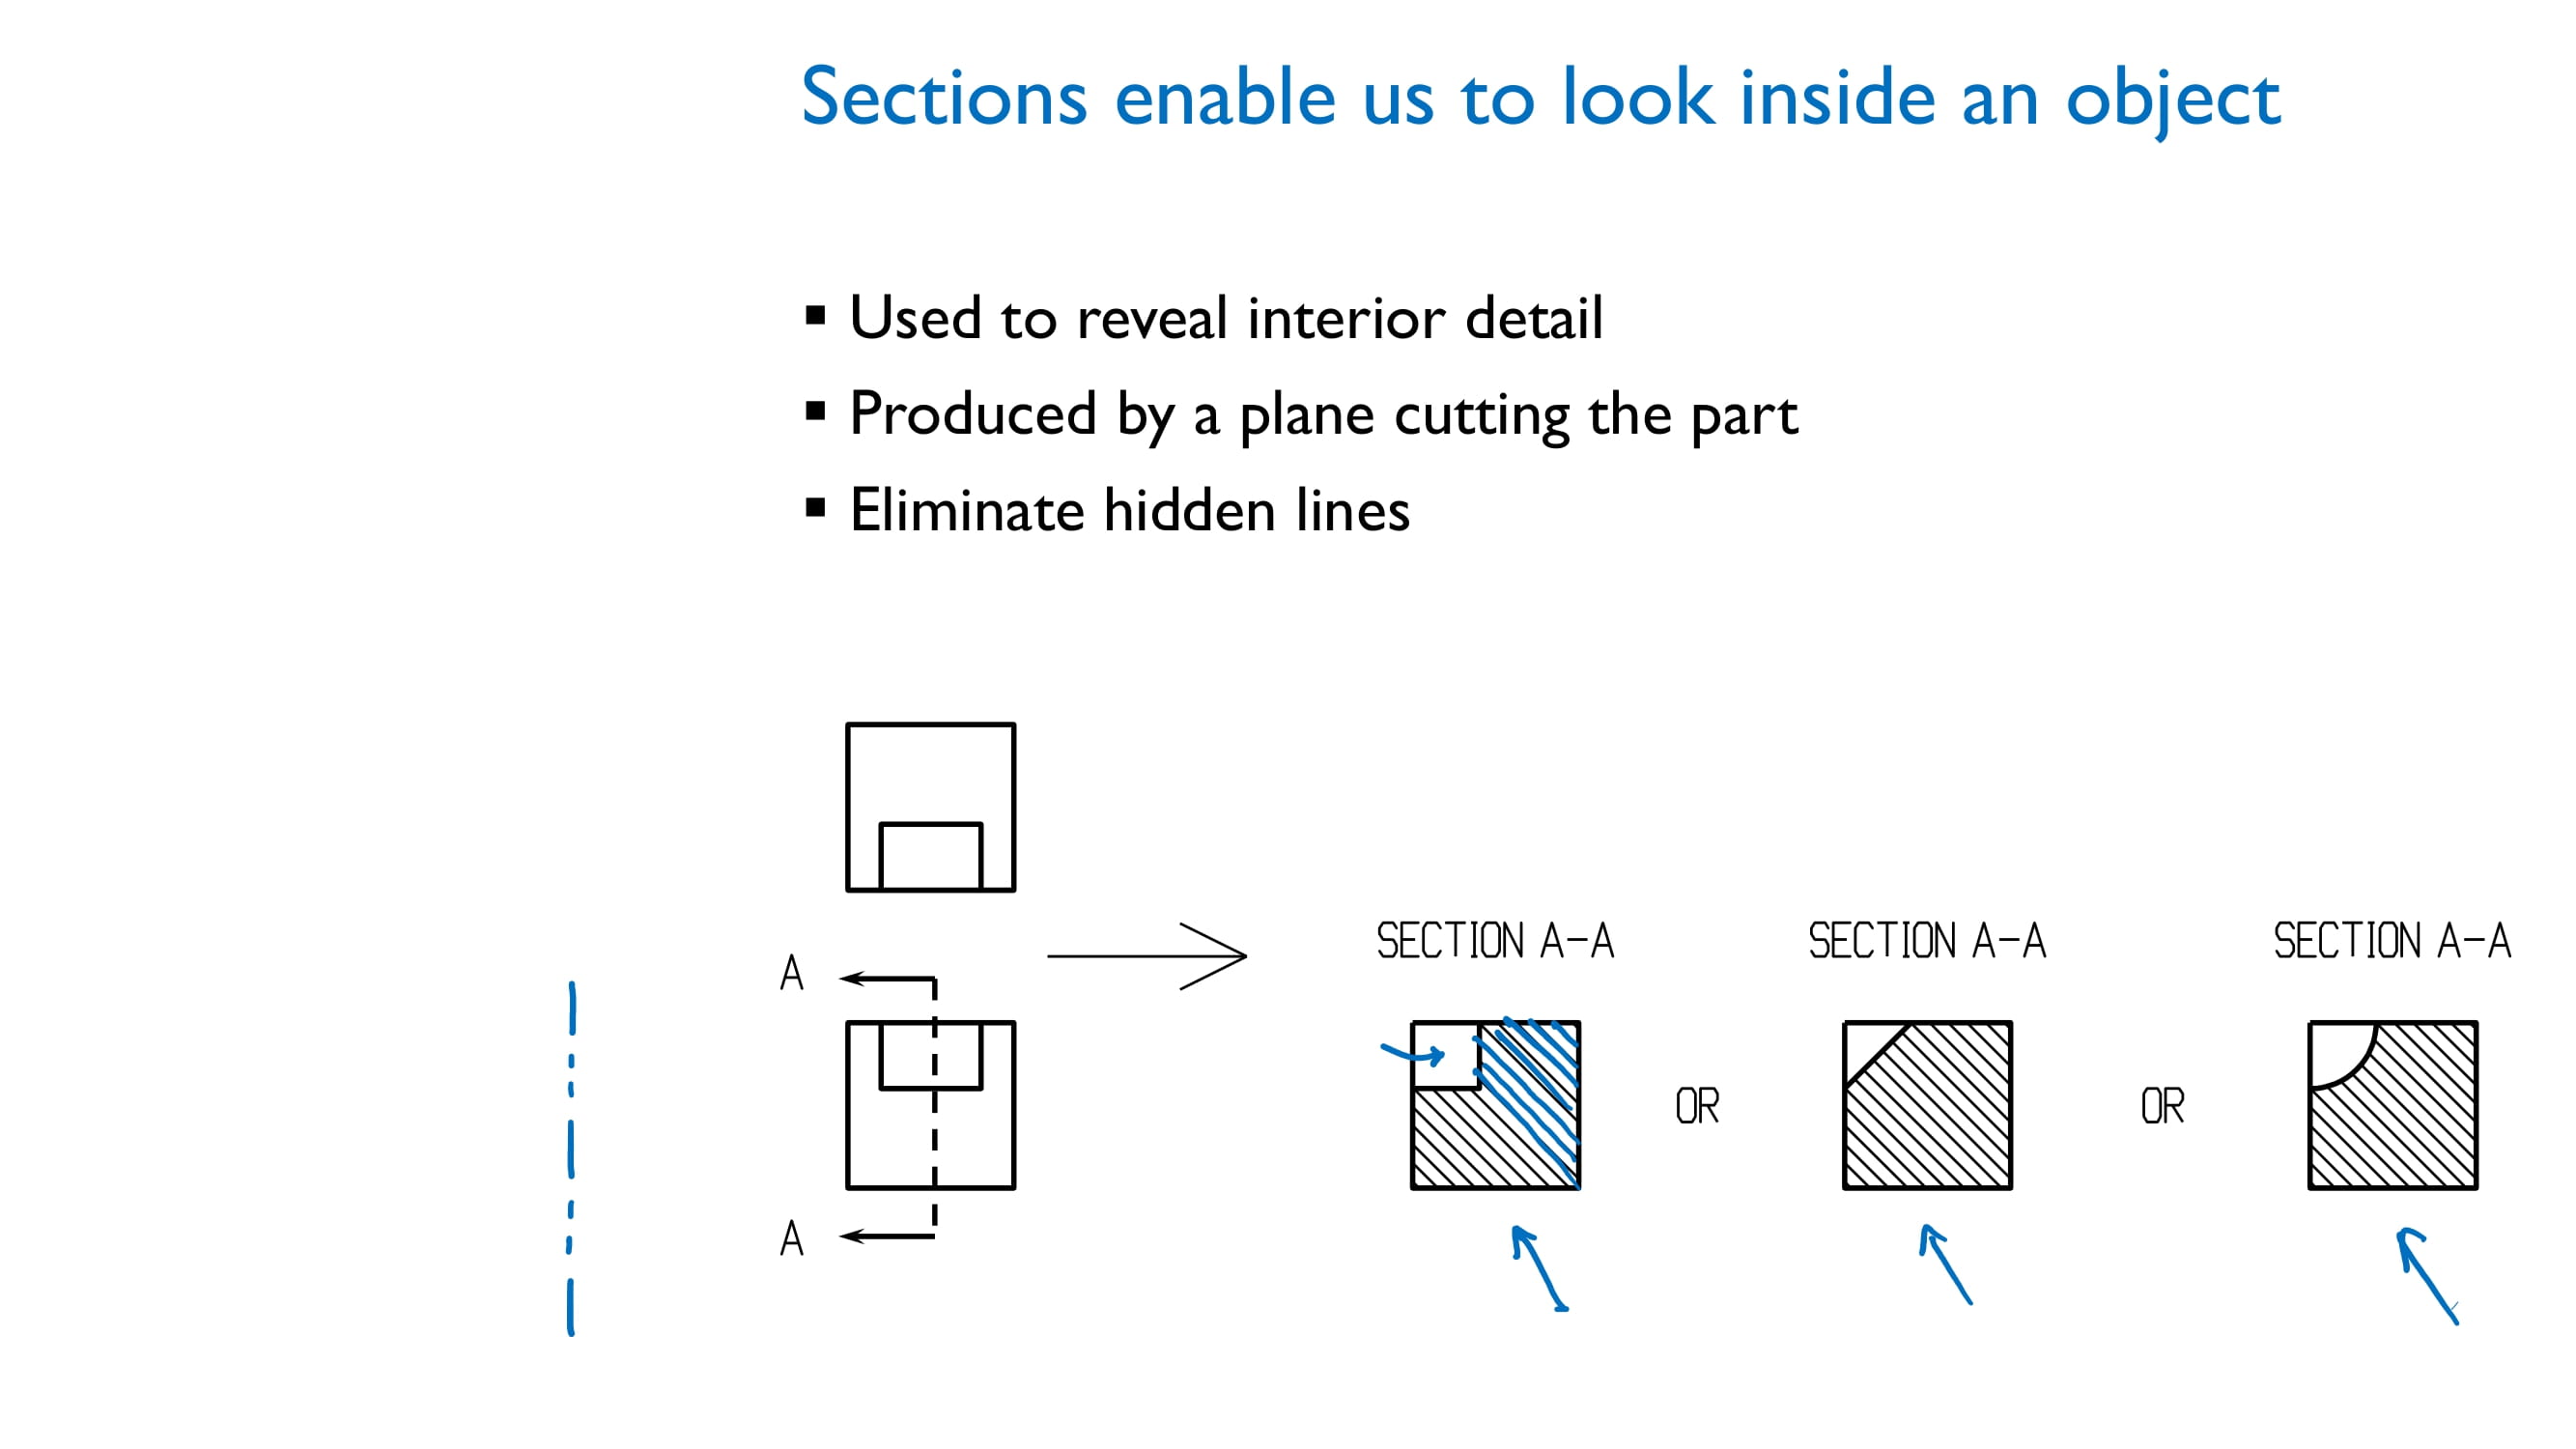 Sections enable us to look inside an object
▪ Used to reveal interior detail
▪ Produced by a plane cutting the part
▪ Eliminate hidden lines
SECTION A-A
SECTION A-A
SECTION A-A
A
OR
OR
A